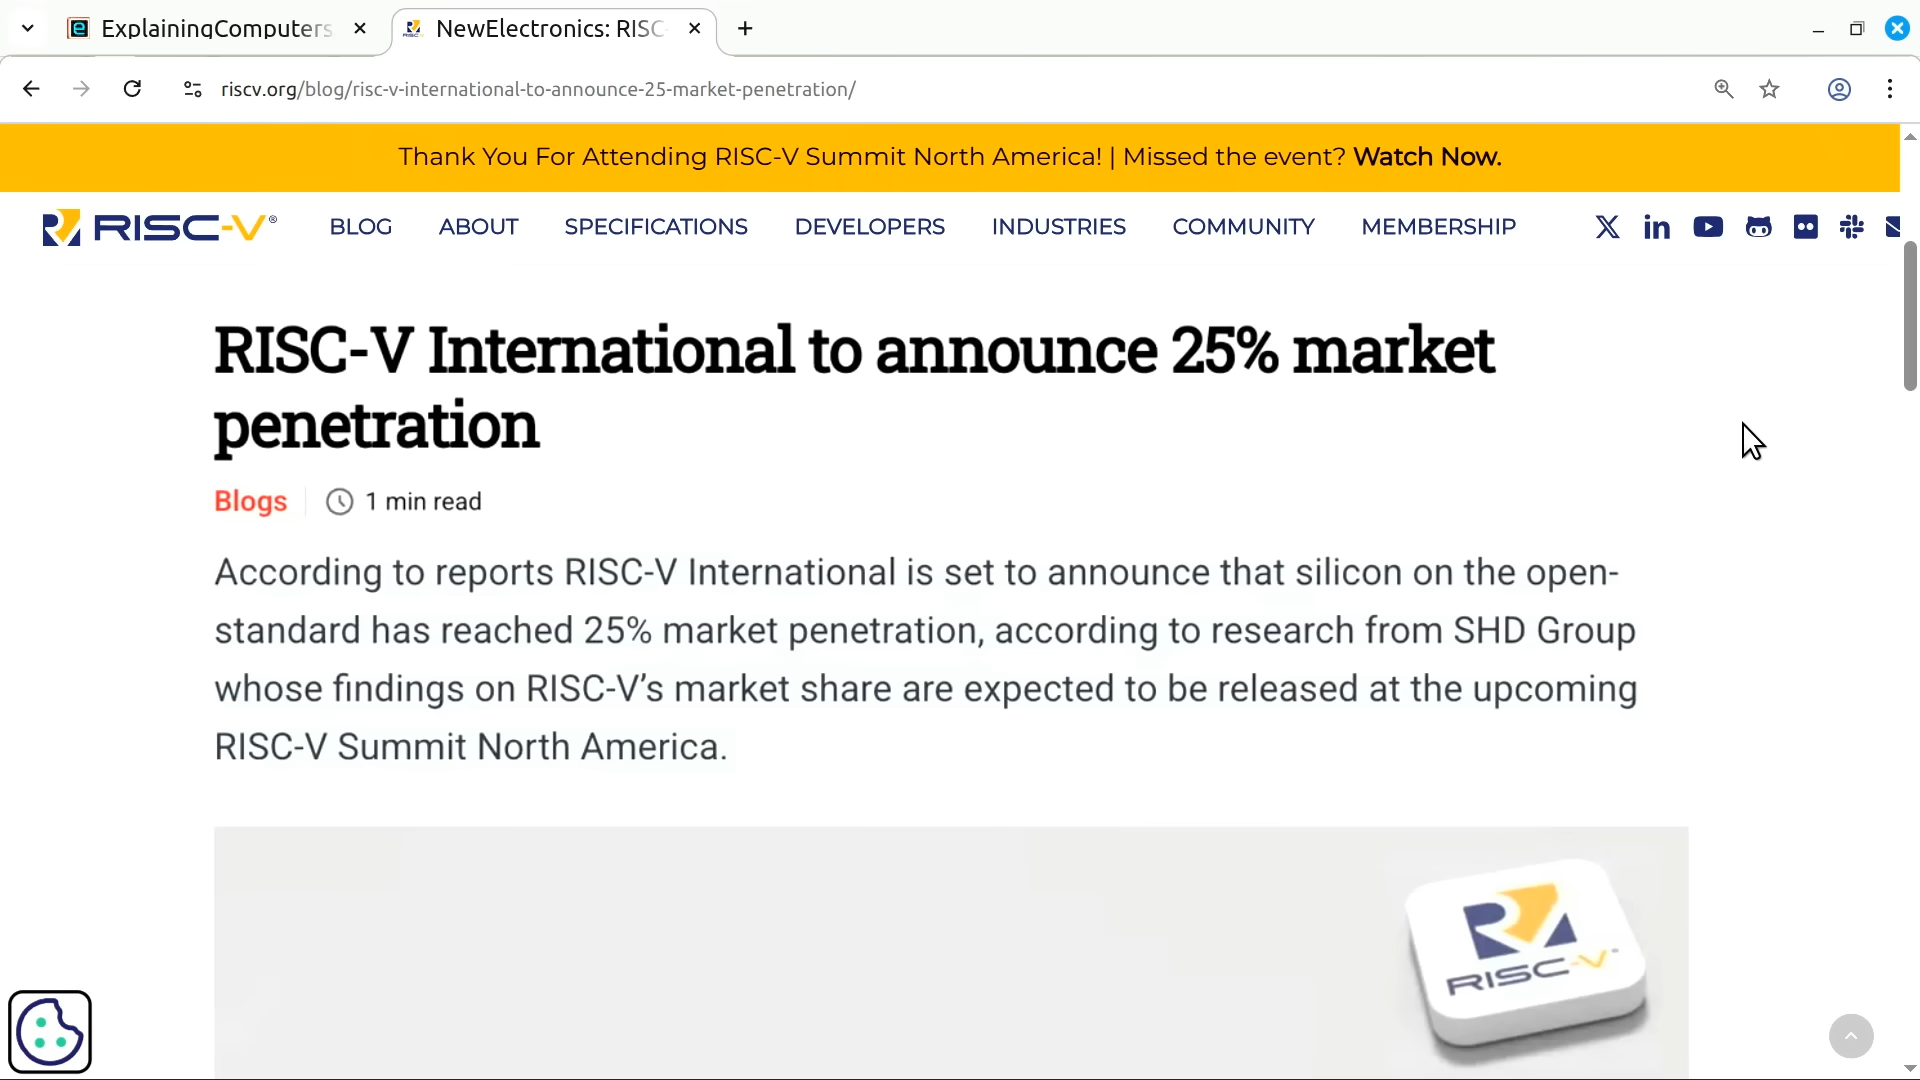 ExplainingComputers
NewElectronics: RISC-
riscv.org/blog/risc-v-international-to-announce-25-market-penetration/
Thank You For Attending RISC-V Summit North America! | Missed the event? Watch Now.
RISC-V®
BLOG ABOUT SPECIFICATIONS DEVELOPERS INDUSTRIES COMMUNITY MEMBERSHIP
RISC-V International to announce 25% market
penetration
Blogs 1 min read
According to reports RISC-V International is set to announce that silicon on the open-
standard has reached 25% market penetration, according to research from SHD Group
whose findings on RISC-V’s market share are expected to be released at the upcoming
RISC-V Summit North America.
RISC-V